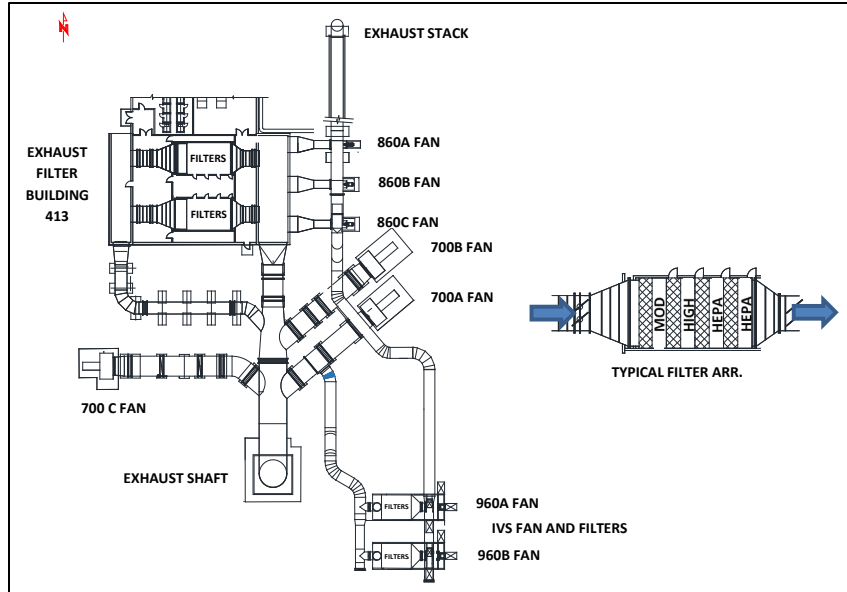 N
EXHAUST STACK
EXHAUST
FILTER
BUILDING
413
FILTERS
FILTERS
860A FAN
860B FAN
860C FAN
700B FAN
700A FAN
MOD
HIGH
HEPA
HEPA
TYPICAL FILTER ARR.
700 C FAN
EXHAUST SHAFT
FILTERS
960A FAN
IVS FAN AND FILTERS
FILTERS
960B FAN